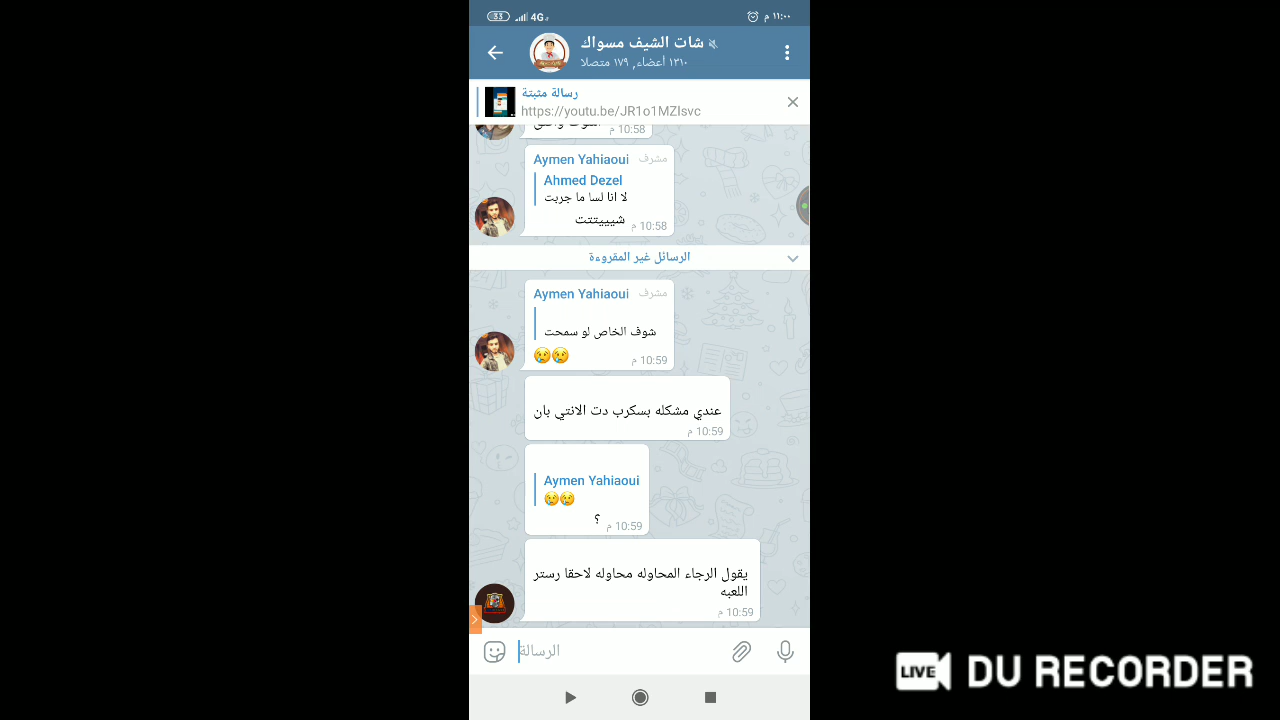 33 4G ١١:٠٠ م
شات الشيف مسواك
١٣١٠ أعضاء, ١٧٩ متصلا
رسالة مثبتة
https://youtu.be/JR1o1MZIsvc
10:58 م
Aymen Yahiaoui مشرف
Ahmed Dezel
لا انا لسا ما جربت
شيييتتت
10:58 م
الرسائل غير المقروءة
Aymen Yahiaoui مشرف
شوف الخاص لو سمحت
😢😢
10:59 م
عندي مشكله بسكرب دت الانتي بان
10:59 م
Aymen Yahiaoui
😢😢
؟
10:59 م
يقول الرجاء المحاوله محاوله لاحقا رستر
اللعبه
10:59 م
الرسالة
LIVE DU RECORDER